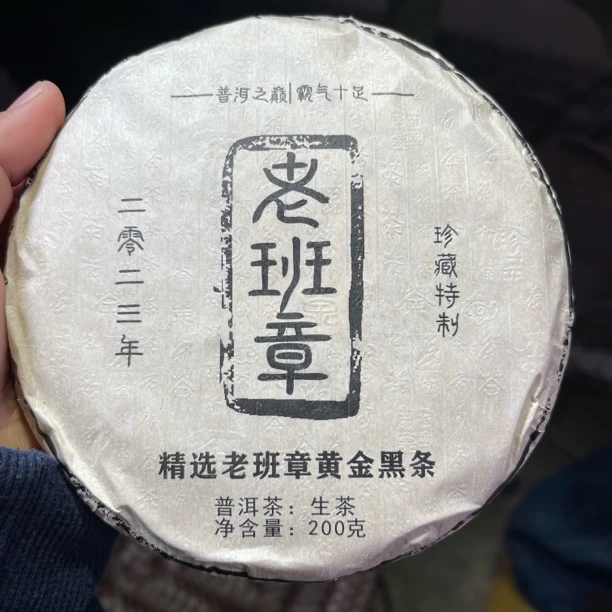 普洱之巅|霸气十足
老班章
二零二三年
珍藏特制
精选老班章黄金黑条
普洱茶：生茶
净含量：200克